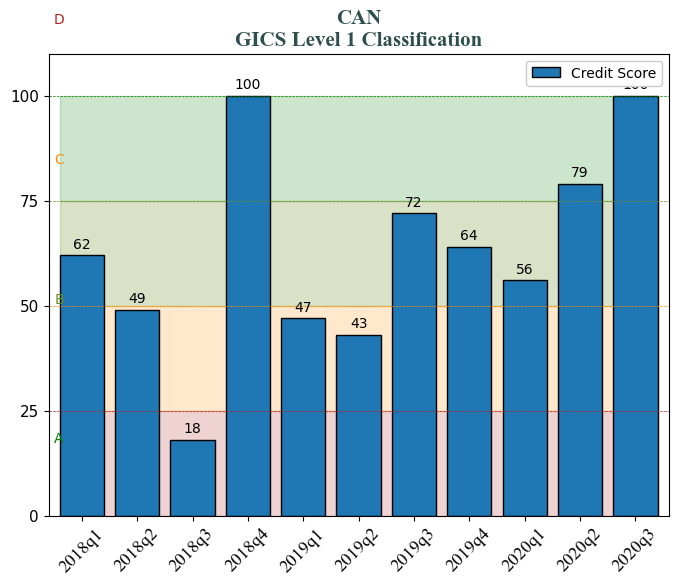 D
CAN
GICS Level 1 Classification
Credit Score
100
100
100
C
79
75
72
64
62
56
B
50
49
47
43
25
A
18
0
2018q1
2018q2
2018q3
2018q4
2019q1
2019q2
2019q3
2019q4
2020q1
2020q2
2020q3